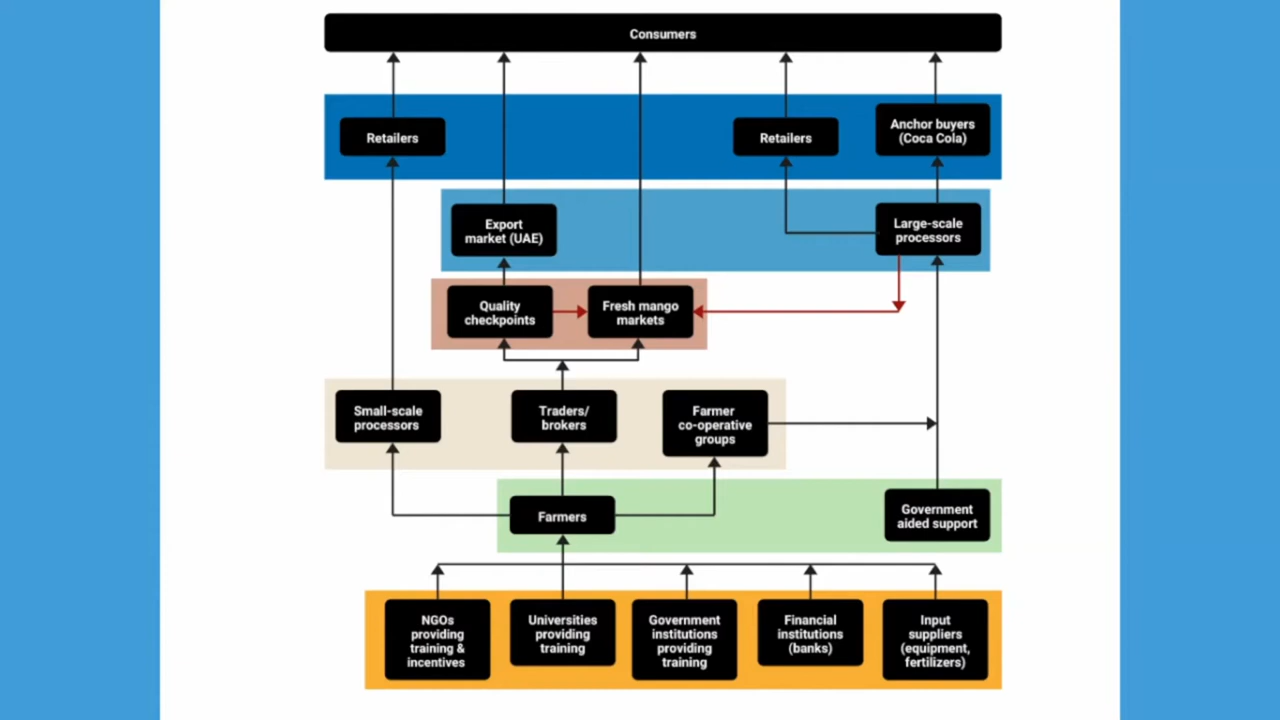 Consumers
Retailers
Retailers
Anchor buyers
(Coca Cola)
Export
market (UAE)
Large-scale
processors
Quality
checkpoints
Fresh mango
markets
Small-scale
processors
Traders/
brokers
Farmer
co-operative
groups
Farmers
Government
aided support
NGOs
providing
training &
incentives
Universities
providing
training
Government
institutions
providing
training
Financial
institutions
(banks)
Input
suppliers
(equipment,
fertilizers)